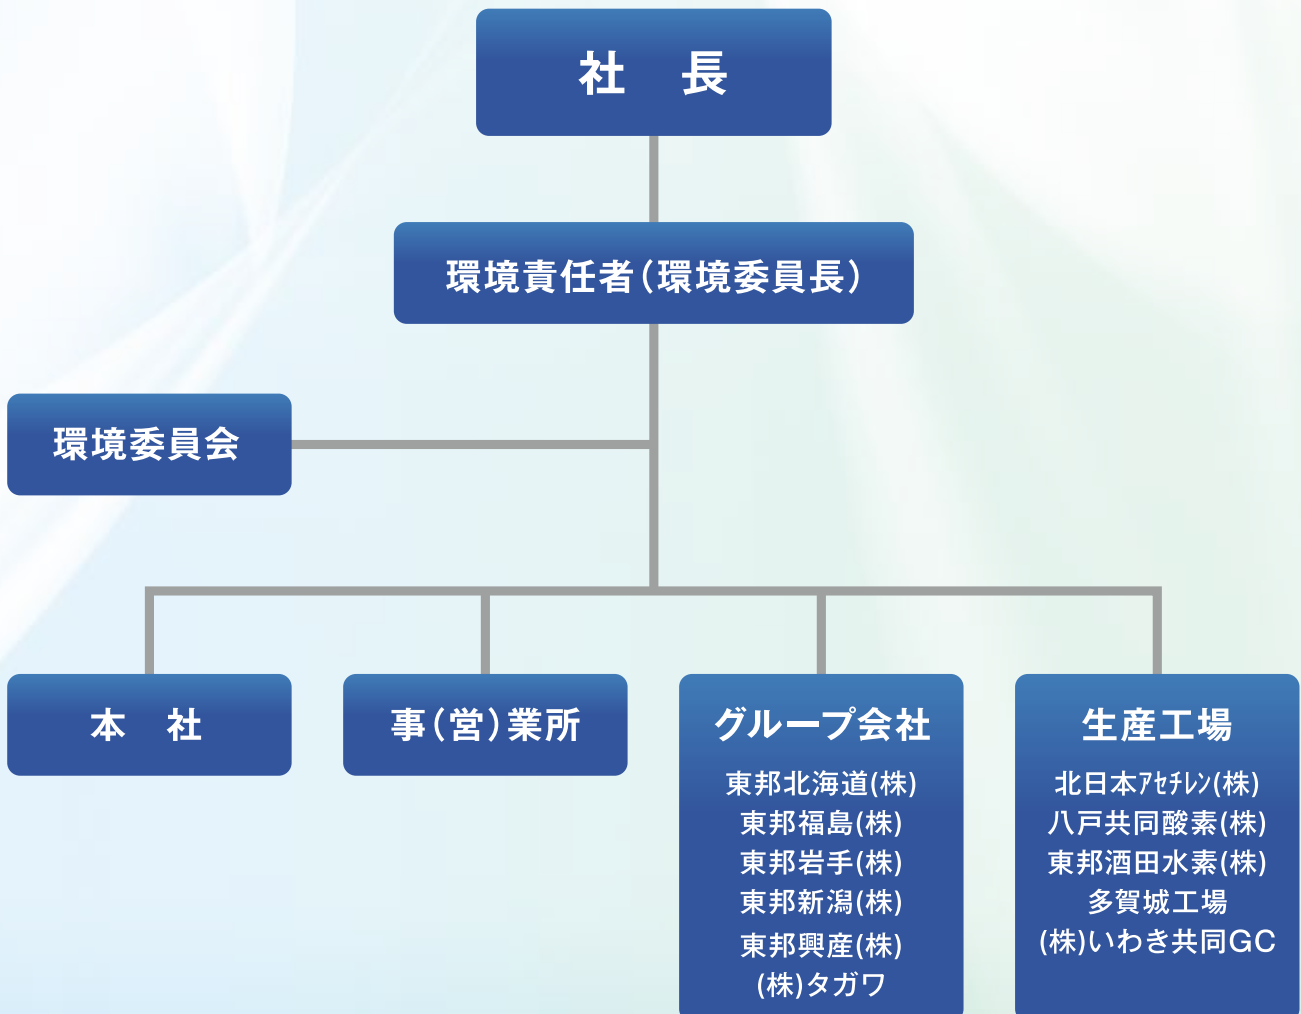 社　長
環境責任者(環境委員長)
環境委員会
本　社
事(営)業所
グループ会社
東邦北海道(株)
東邦福島(株)
東邦岩手(株)
東邦新潟(株)
東邦興産(株)
(株)タガワ
生産工場
北日本ｱｾﾁﾚﾝ(株)
八戸共同酸素(株)
東邦酒田水素(株)
多賀城工場
(株)いわき共同GC